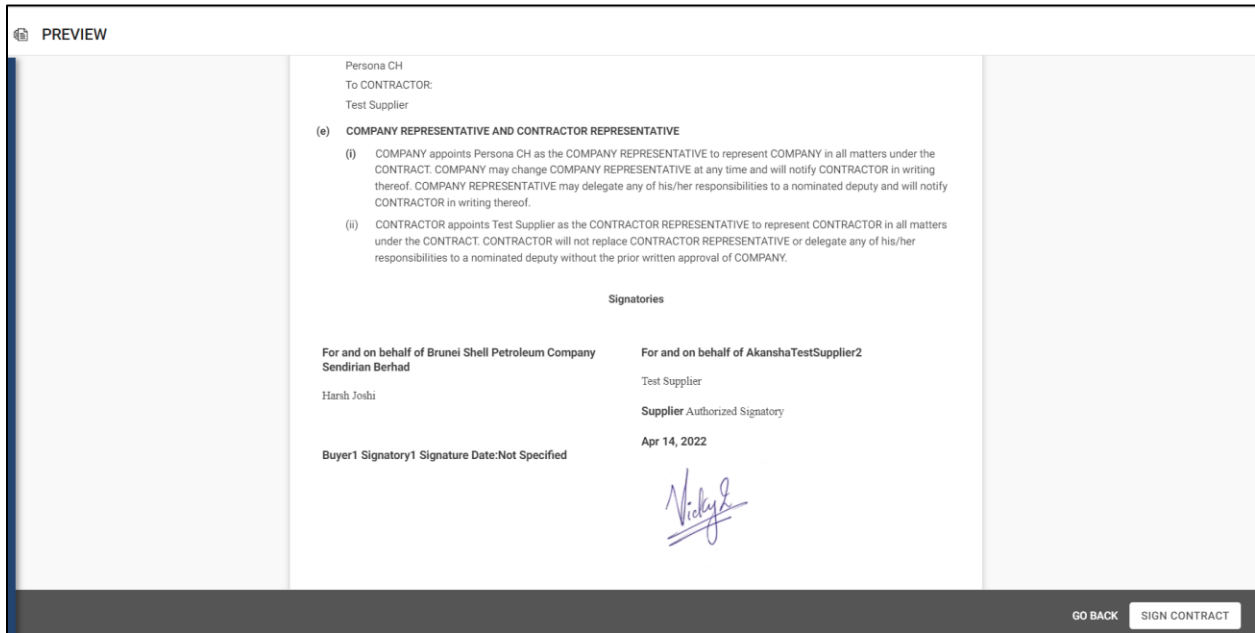 PREVIEW
Persona CH
To CONTRACTOR:
Test Supplier
(e) COMPANY REPRESENTATIVE AND CONTRACTOR REPRESENTATIVE
(i) COMPANY appoints Persona CH as the COMPANY REPRESENTATIVE to represent COMPANY in all matters under the
CONTRACT. COMPANY may change COMPANY REPRESENTATIVE at any time and will notify CONTRACTOR in writing
thereof. COMPANY REPRESENTATIVE may delegate any of his/her responsibilities to a nominated deputy and will notify
CONTRACTOR in writing thereof.
(ii) CONTRACTOR appoints Test Supplier as the CONTRACTOR REPRESENTATIVE to represent CONTRACTOR in all matters
under the CONTRACT. CONTRACTOR will not replace CONTRACTOR REPRESENTATIVE or delegate any of his/her
responsibilities to a nominated deputy without the prior written approval of COMPANY.
Signatories
For and on behalf of Brunei Shell Petroleum Company
Sendirian Berhad
Harsh Joshi
Buyer1 Signatory1 Signature Date:Not Specified
For and on behalf of AkanshaTestSupplier2
Test Supplier
Supplier Authorized Signatory
Apr 14, 2022
Vicky
GO BACK
SIGN CONTRACT